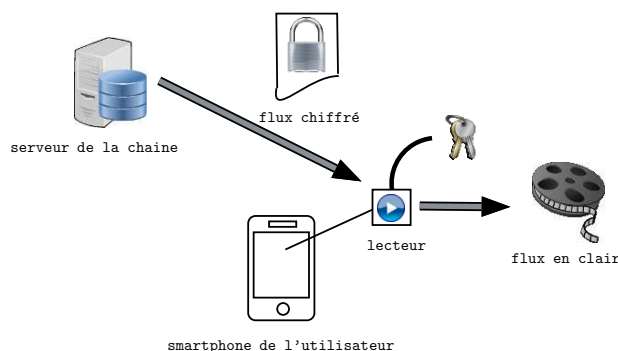 flux chiffré
serveur de la chaine
lecteur
flux en clair
smartphone de l'utilisateur